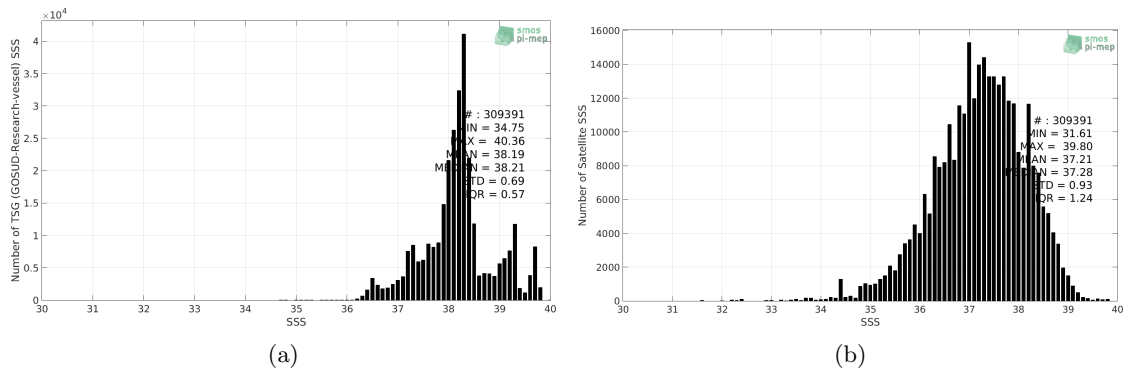 ×10⁴
4
3.5
3
2.5
2
1.5
1
0.5
0
Number of TSG (GOSUD-Research-vessel) SSS
smos
pi-mep
# : 309391
MIN = 34.75
MAX = 40.36
MEAN = 38.19
MEDIAN = 38.21
STD = 0.69
IQR = 0.57
30 31 32 33 34 35 36 37 38 39 40
SSS
(a)
16000
14000
12000
10000
8000
6000
4000
2000
0
Number of Satellite SSS
smos
pi-mep
# : 309391
MIN = 31.61
MAX = 39.80
MEAN = 37.21
MEDIAN = 37.28
STD = 0.93
IQR = 1.24
30 31 32 33 34 35 36 37 38 39 40
SSS
(b)